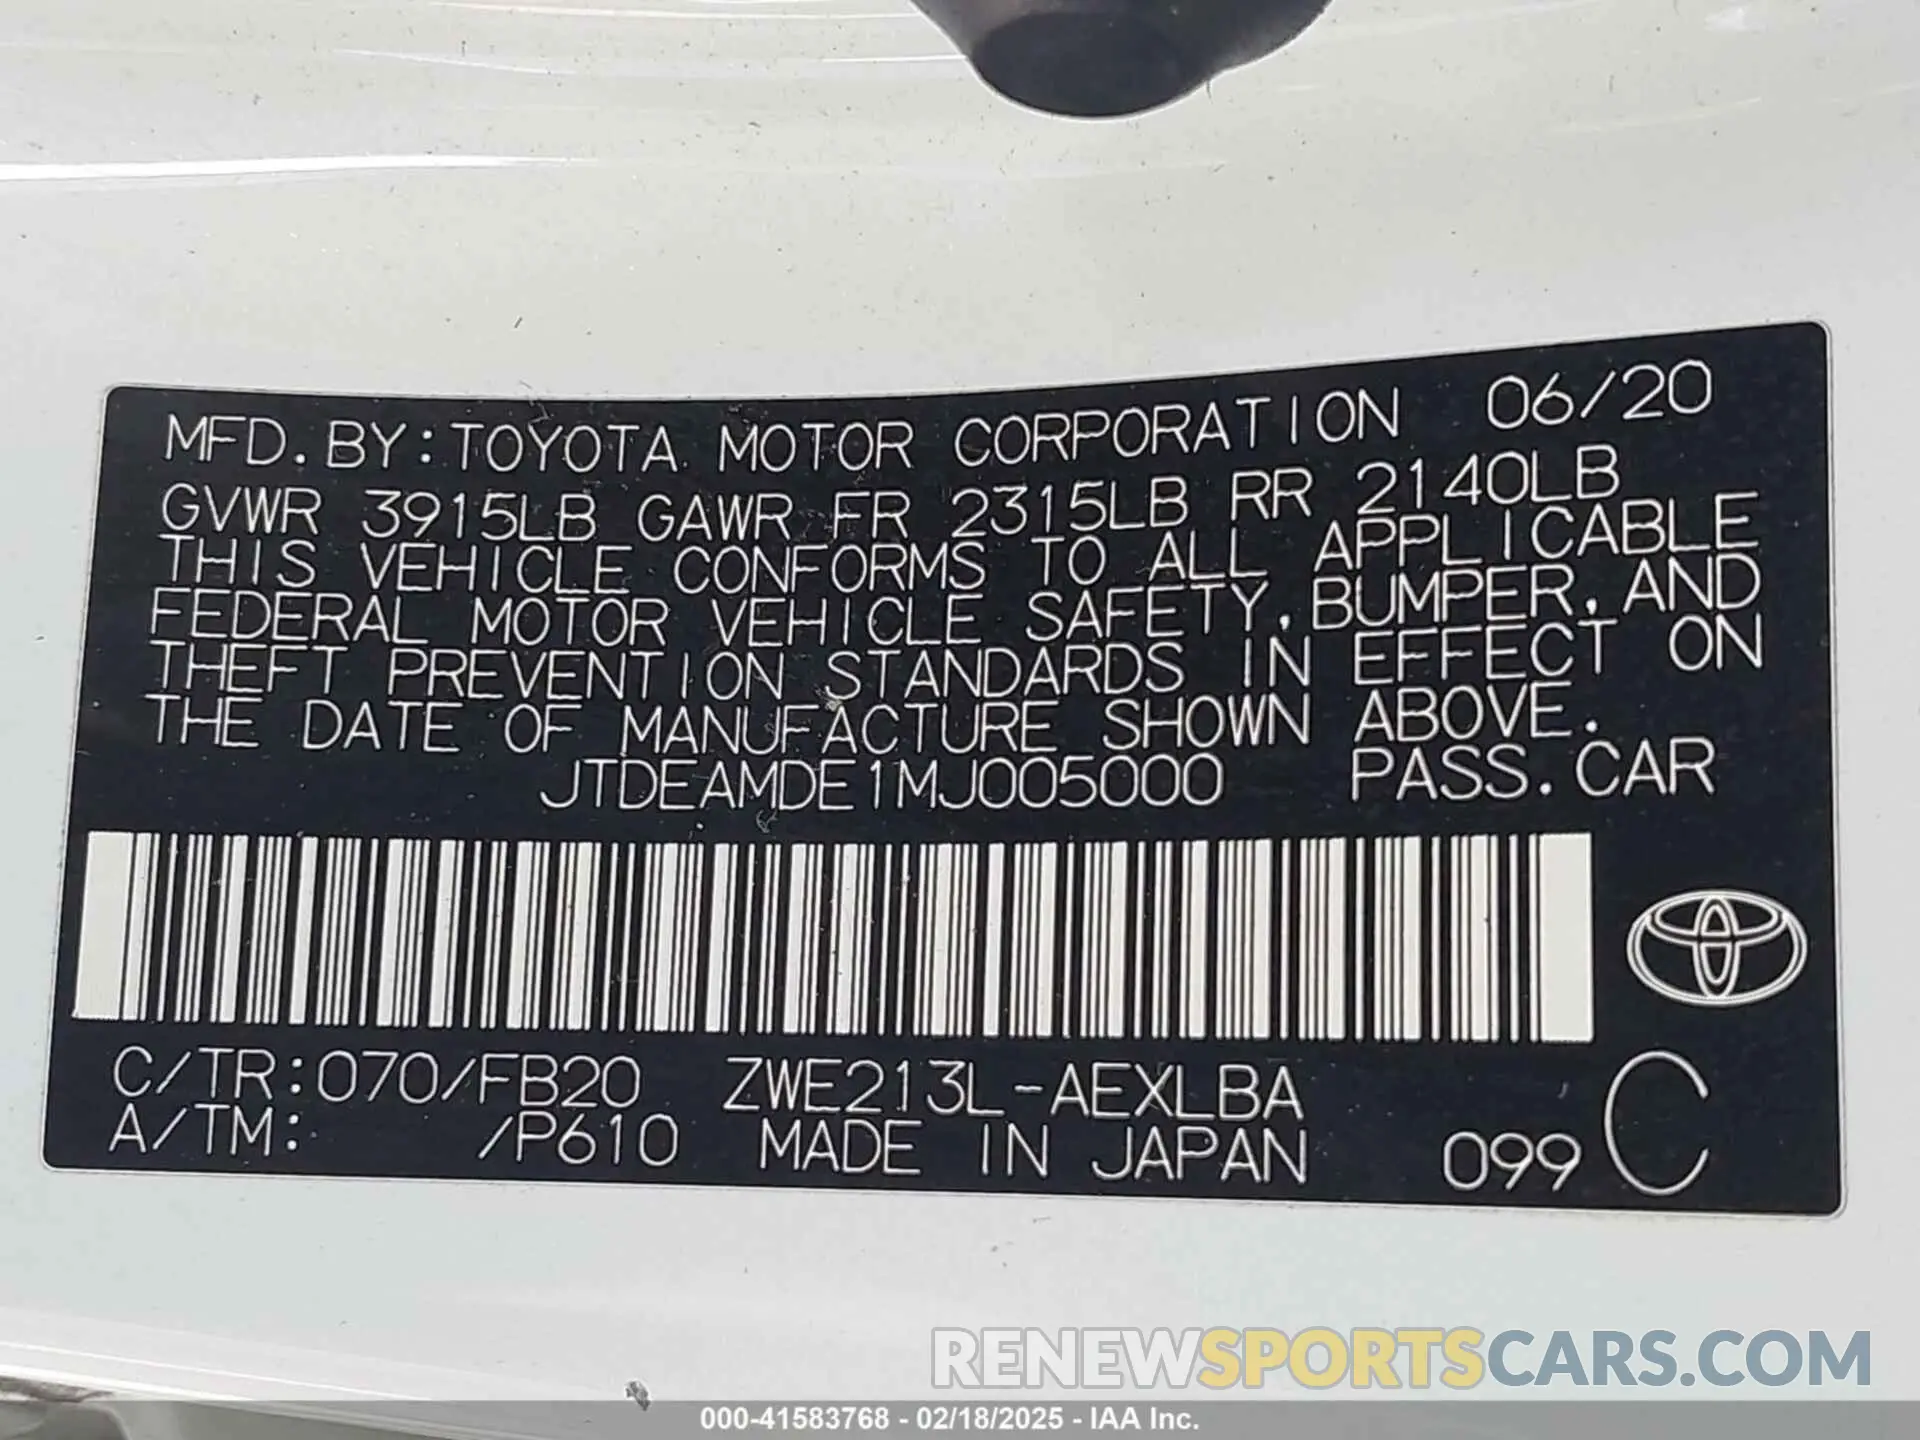 MFD. BY: TOYOTA MOTOR CORPORATION 06/20
GVWR 3915LB GAWR FR 2315LB RR 2140LB
THIS VEHICLE CONFORMS TO ALL APPLICABLE
FEDERAL MOTOR VEHICLE SAFETY, BUMPER, AND
THEFT PREVENTION STANDARDS IN EFFECT ON
THE DATE OF MANUFACTURE SHOWN ABOVE.
JTDEAMDE1MJ005000 PASS. CAR
C/TR: 070/FB20 ZWE213L-AEXLBA
A/TM: /P610 MADE IN JAPAN 099 C
RENEWSPORTSCARS.COM
000-41583768 - 02/18/2025 - IAA Inc.